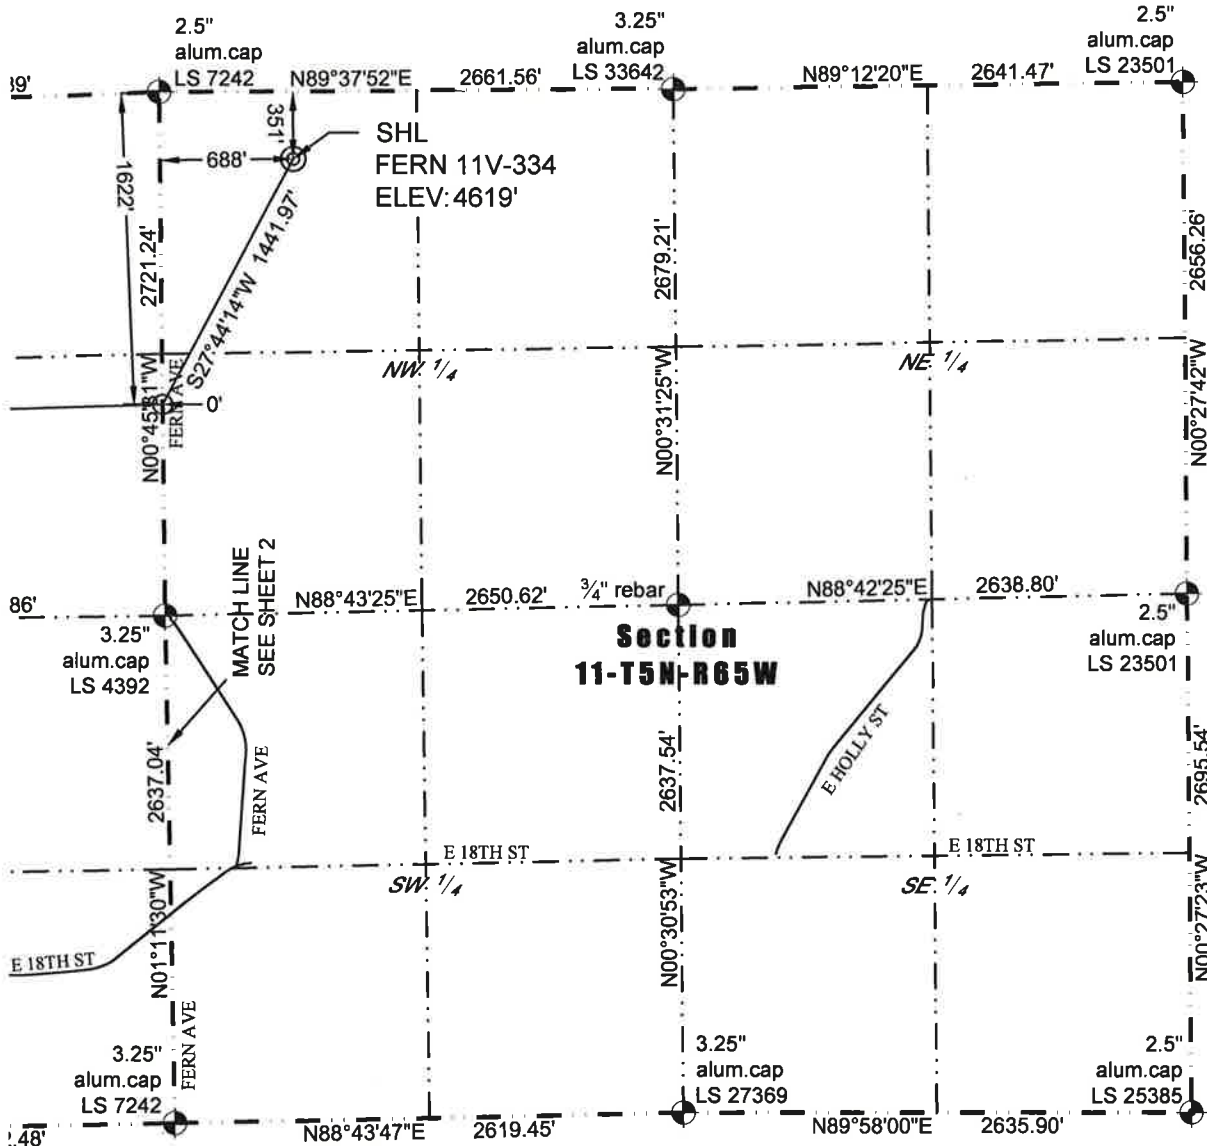 2.5"
alum.cap
LS 7242
3.25"
alum.cap
LS 33642
2.5"
alum.cap
LS 23501
39'
N89°37'52"E
2661.56'
N89°12'20"E
2641.47'
351'
688'
SHL
FERN 11V-334
ELEV: 4619'
1622'
2721.24'
S27°44'14"W 1441.97'
2679.21'
2656.26'
NW 1/4
NE 1/4
0'
N00°45'31"W
FERN AVE
N00°31'25"W
N00°27'42"W
MATCH LINE
SEE SHEET 2
86'
N88°43'25"E
2650.62'
3/4" rebar
N88°42'25"E
2638.80'
3.25"
alum.cap
LS 4392
Section
11-T5N-R65W
2.5"
alum.cap
LS 23501
2637.04'
FERN AVE
2637.54'
E HOLLY ST
2695.54'
E 18TH ST
E 18TH ST
SW 1/4
SE 1/4
N01°11'30"W
N00°30'53"W
N00°27'23"W
E 18TH ST
FERN AVE
3.25"
alum.cap
LS 7242
3.25"
alum.cap
LS 27369
2.5"
alum.cap
LS 25385
2.48'
N88°43'47"E
2619.45'
N89°58'00"E
2635.90'